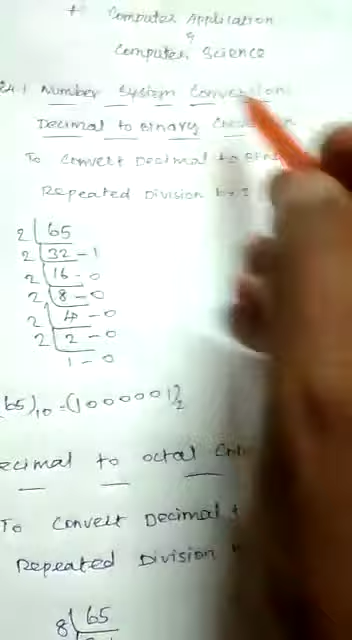 Computer Application
&
Computer Science
Number System Conversion
Decimal to Binary
To Convert Decimal to
Repeated Division by 2
2 | 65
2 | 32 - 1
2 | 16 - 0
2 | 8 - 0
2 | 4 - 0
2 | 2 - 0
1 - 0
65)10 = (1000001)2
ecimal to octal
To Convert Decimal
Repeated Division
8 | 65